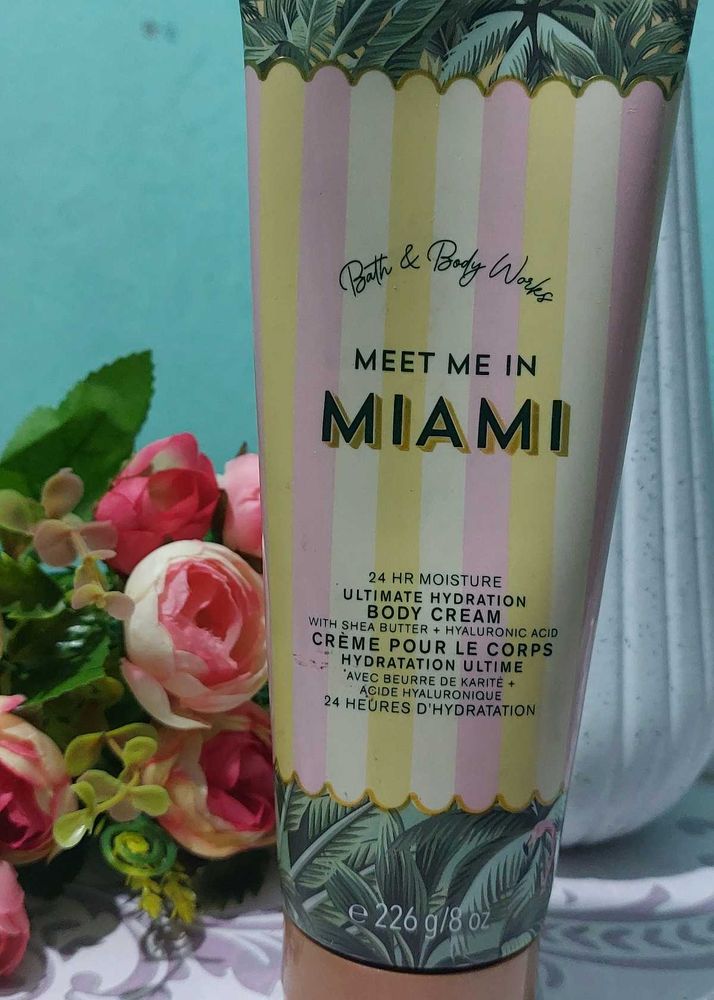 Bath & Body Works
MEET ME IN
MIAMI
24 HR MOISTURE
ULTIMATE HYDRATION
BODY CREAM
WITH SHEA BUTTER + HYALURONIC ACID
CRÈME POUR LE CORPS
HYDRATATION ULTIME
AVEC BEURRE DE KARITÉ +
ACIDE HYALURONIQUE
24 HEURES D'HYDRATATION
℮ 226 g/8 oz